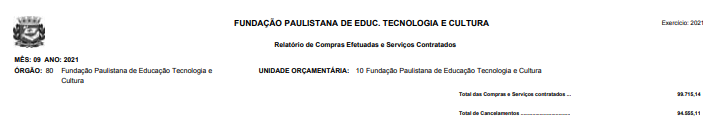 FUNDAÇÃO PAULISTANA DE EDUC. TECNOLOGIA E CULTURA
Exercício: 2021
Relatório de Compras Efetuadas e Serviços Contratados
MÊS: 09 ANO: 2021
ÓRGÃO: 80 Fundação Paulistana de Educação Tecnologia e Cultura
UNIDADE ORÇAMENTÁRIA: 10 Fundação Paulistana de Educação Tecnologia e Cultura
Total das Compras e Serviços contratados ... 99.715,14
Total de Cancelamentos .............................. 94.555,11